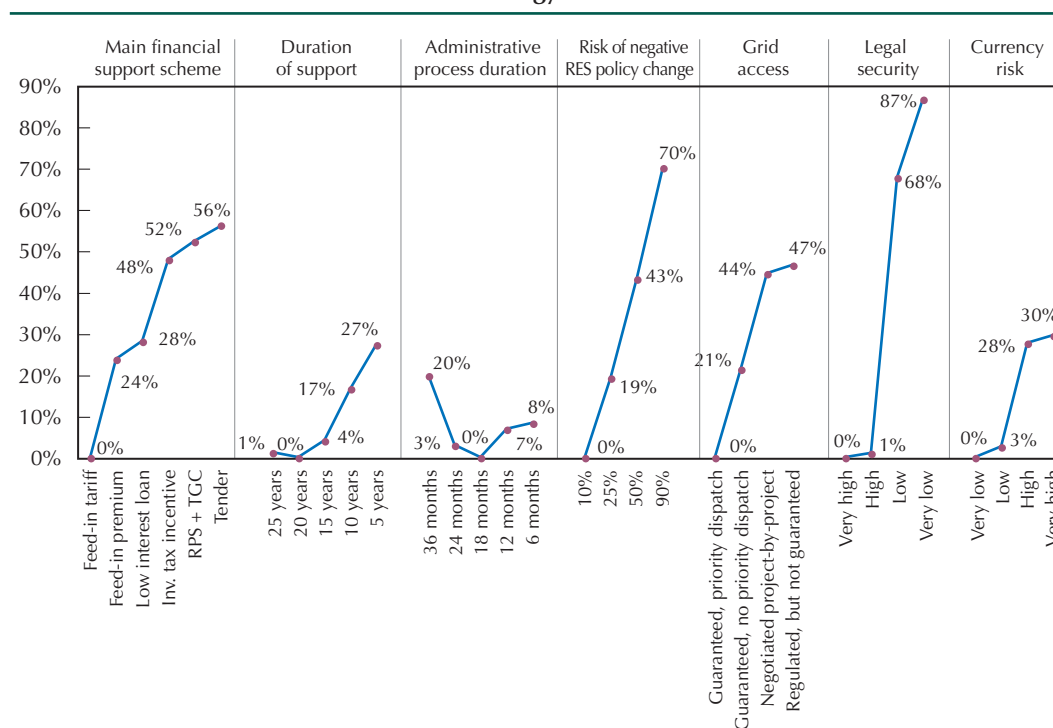 Main financial
support scheme
Duration
of support
Administrative
process duration
Risk of negative
RES policy change
Grid
access
Legal
security
Currency
risk
90%
80%
70%
60%
50%
40%
30%
20%
10%
0%
0%
24%
28%
48%
52%
56%
1%
0%
4%
17%
27%
20%
3%
0%
7%
8%
0%
19%
43%
70%
0%
21%
44%
47%
0%
1%
68%
87%
0%
3%
28%
30%
Feed-in tariff
Feed-in premium
Low interest loan
Inv. tax incentive
RPS + TGC
Tender
25 years
20 years
15 years
10 years
5 years
36 months
24 months
18 months
12 months
6 months
10%
25%
50%
90%
Guaranteed, priority dispatch
Guaranteed, no priority dispatch
Negotiated project-by-project
Regulated, but not guaranteed
Very high
High
Low
Very low
Very low
Low
High
Very high